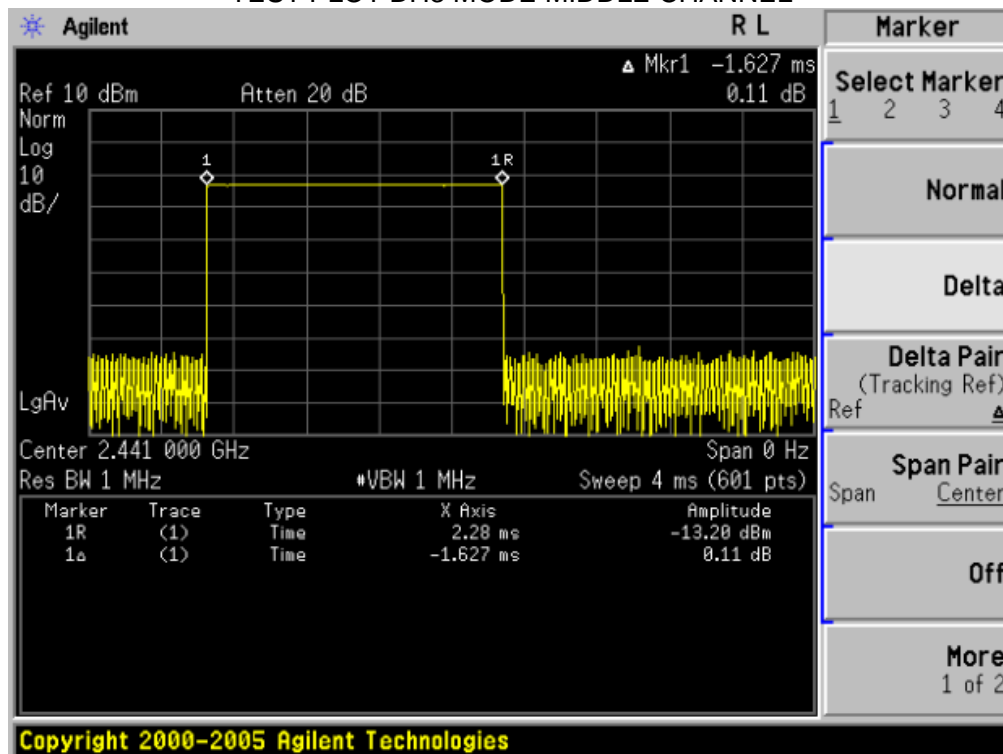 Agilent R L Marker
Δ Mkr1 -1.627 ms
Ref 10 dBm Atten 20 dB 0.11 dB
Norm
Log
10
dB/
1 1R
LgAv
Center 2.441 000 GHz Span 0 Hz
Res BW 1 MHz #VBW 1 MHz Sweep 4 ms (601 pts)
Marker Trace Type X Axis Amplitude
1R (1) Time 2.28 ms -13.20 dBm
1Δ (1) Time -1.627 ms 0.11 dB
Select Marker
1 2 3 4
Normal
Delta
Delta Pair
(Tracking Ref)
Ref Δ
Span Pair
Span Center
Off
More
1 of 2
Copyright 2000-2005 Agilent Technologies